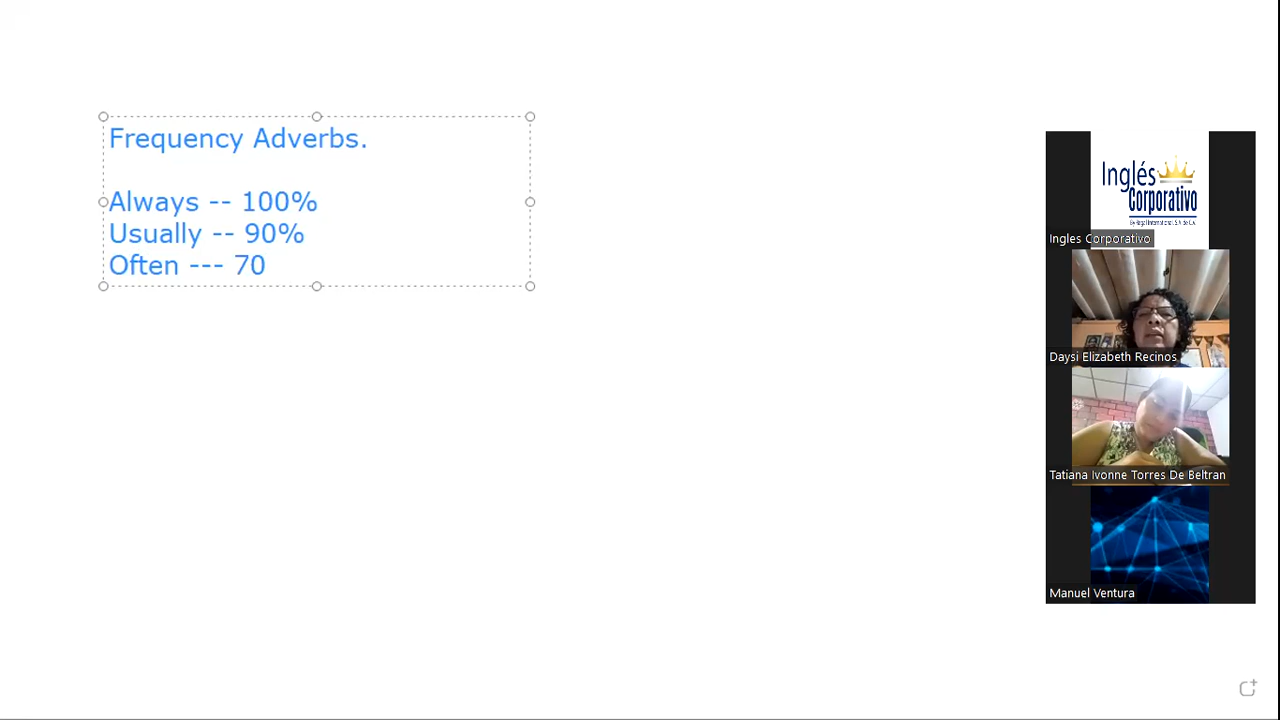 Frequency Adverbs.
Always -- 100%
Usually -- 90%
Often --- 70
Inglés
Corporativo
Ingles Corporativo
Daysi Elizabeth Recinos
Tatiana Ivonne Torres De Beltran
Manuel Ventura